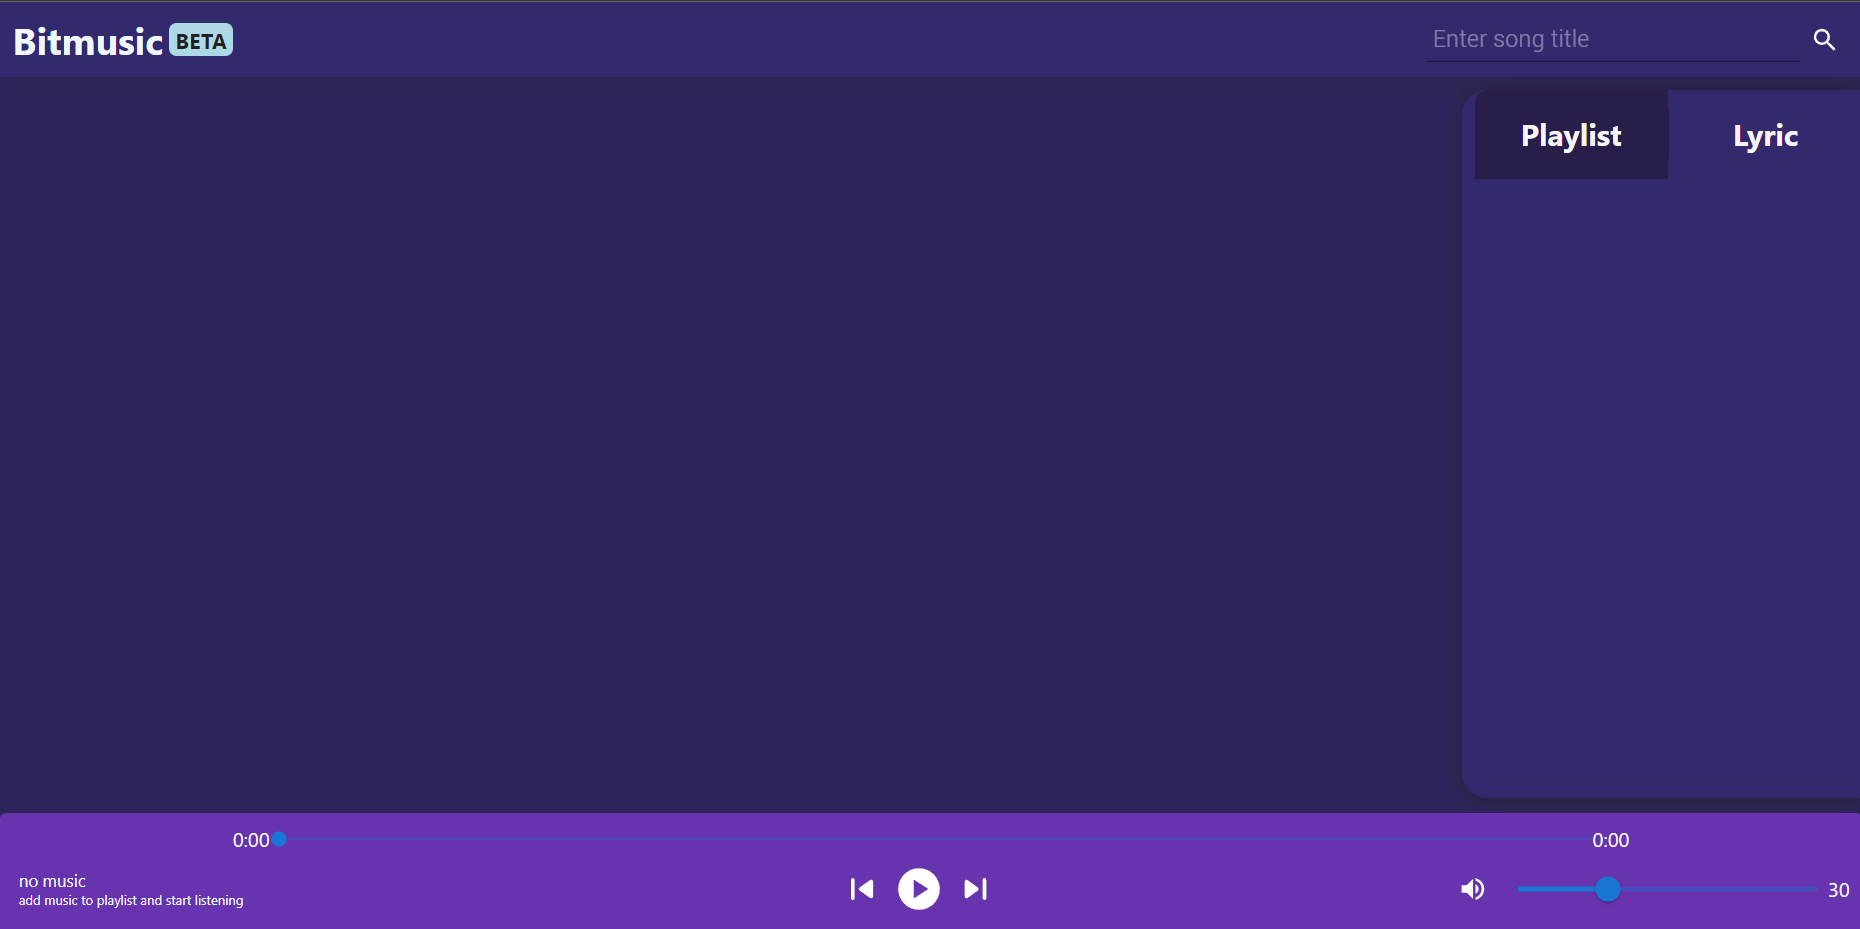 Bitmusic BETA
Enter song title
Playlist
Lyric
0:00
0:00
no music
add music to playlist and start listening
30